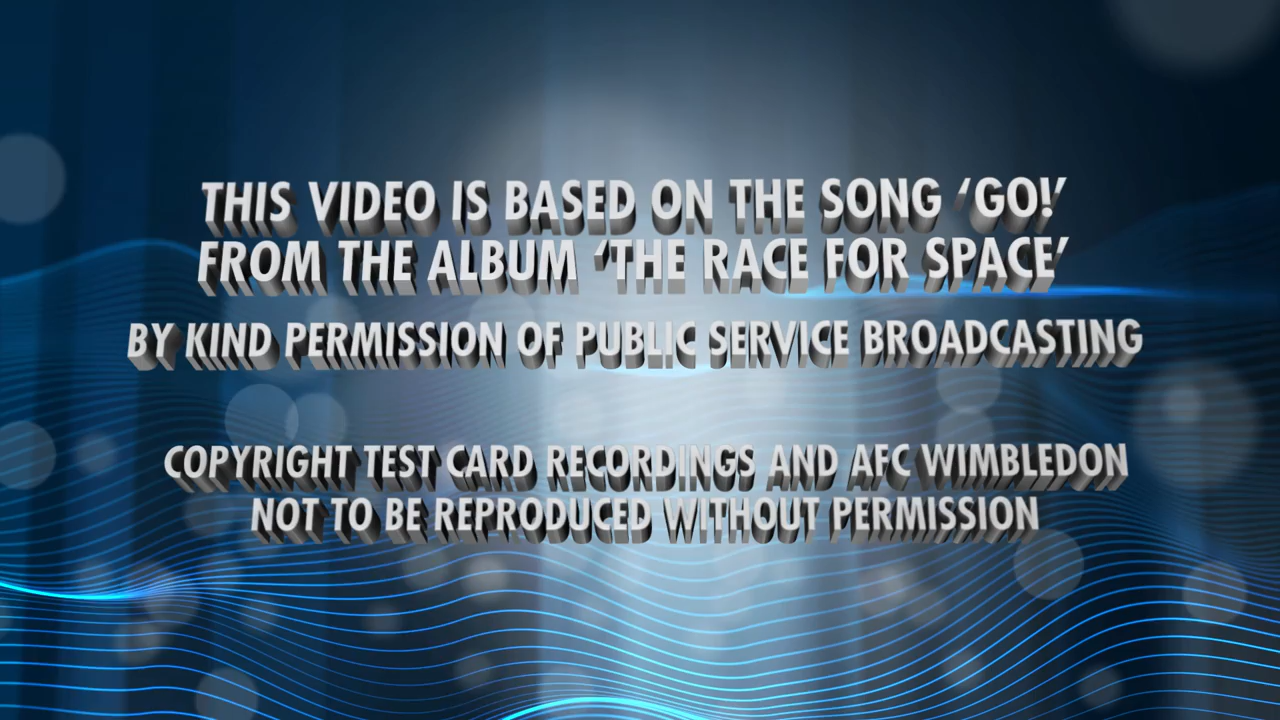 THIS VIDEO IS BASED ON THE SONG ‘GO!’
FROM THE ALBUM ‘THE RACE FOR SPACE’
BY KIND PERMISSION OF PUBLIC SERVICE BROADCASTING
COPYRIGHT TEST CARD RECORDINGS AND AFC WIMBLEDON
NOT TO BE REPRODUCED WITHOUT PERMISSION